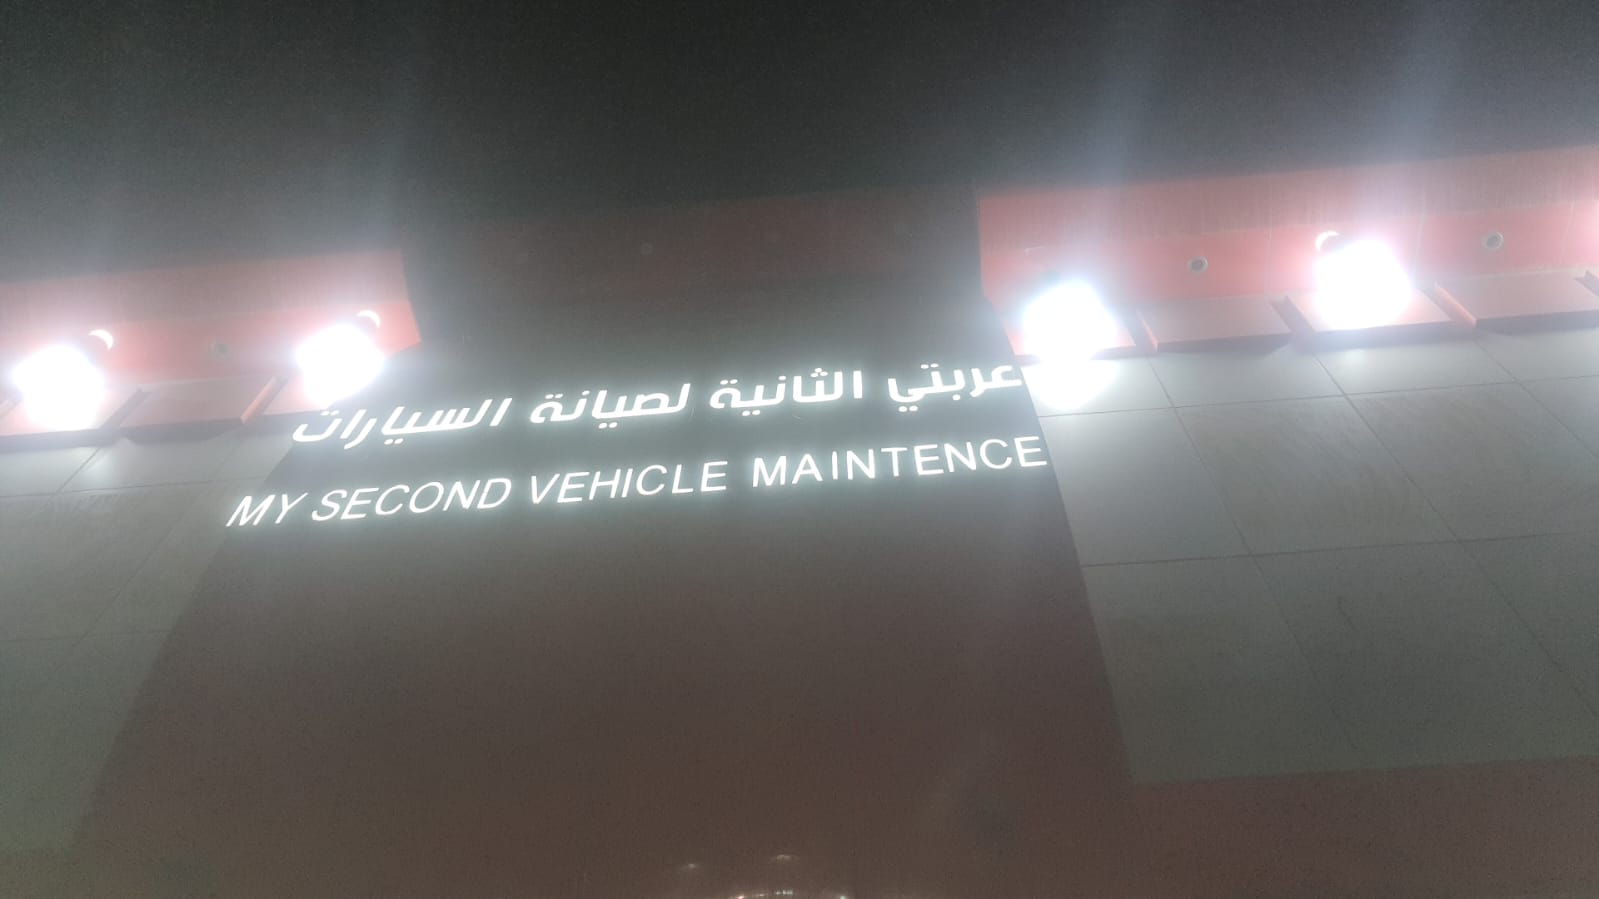 عربتي الثانية لصيانة السيارات
MY SECOND VEHICLE MAINTENCE